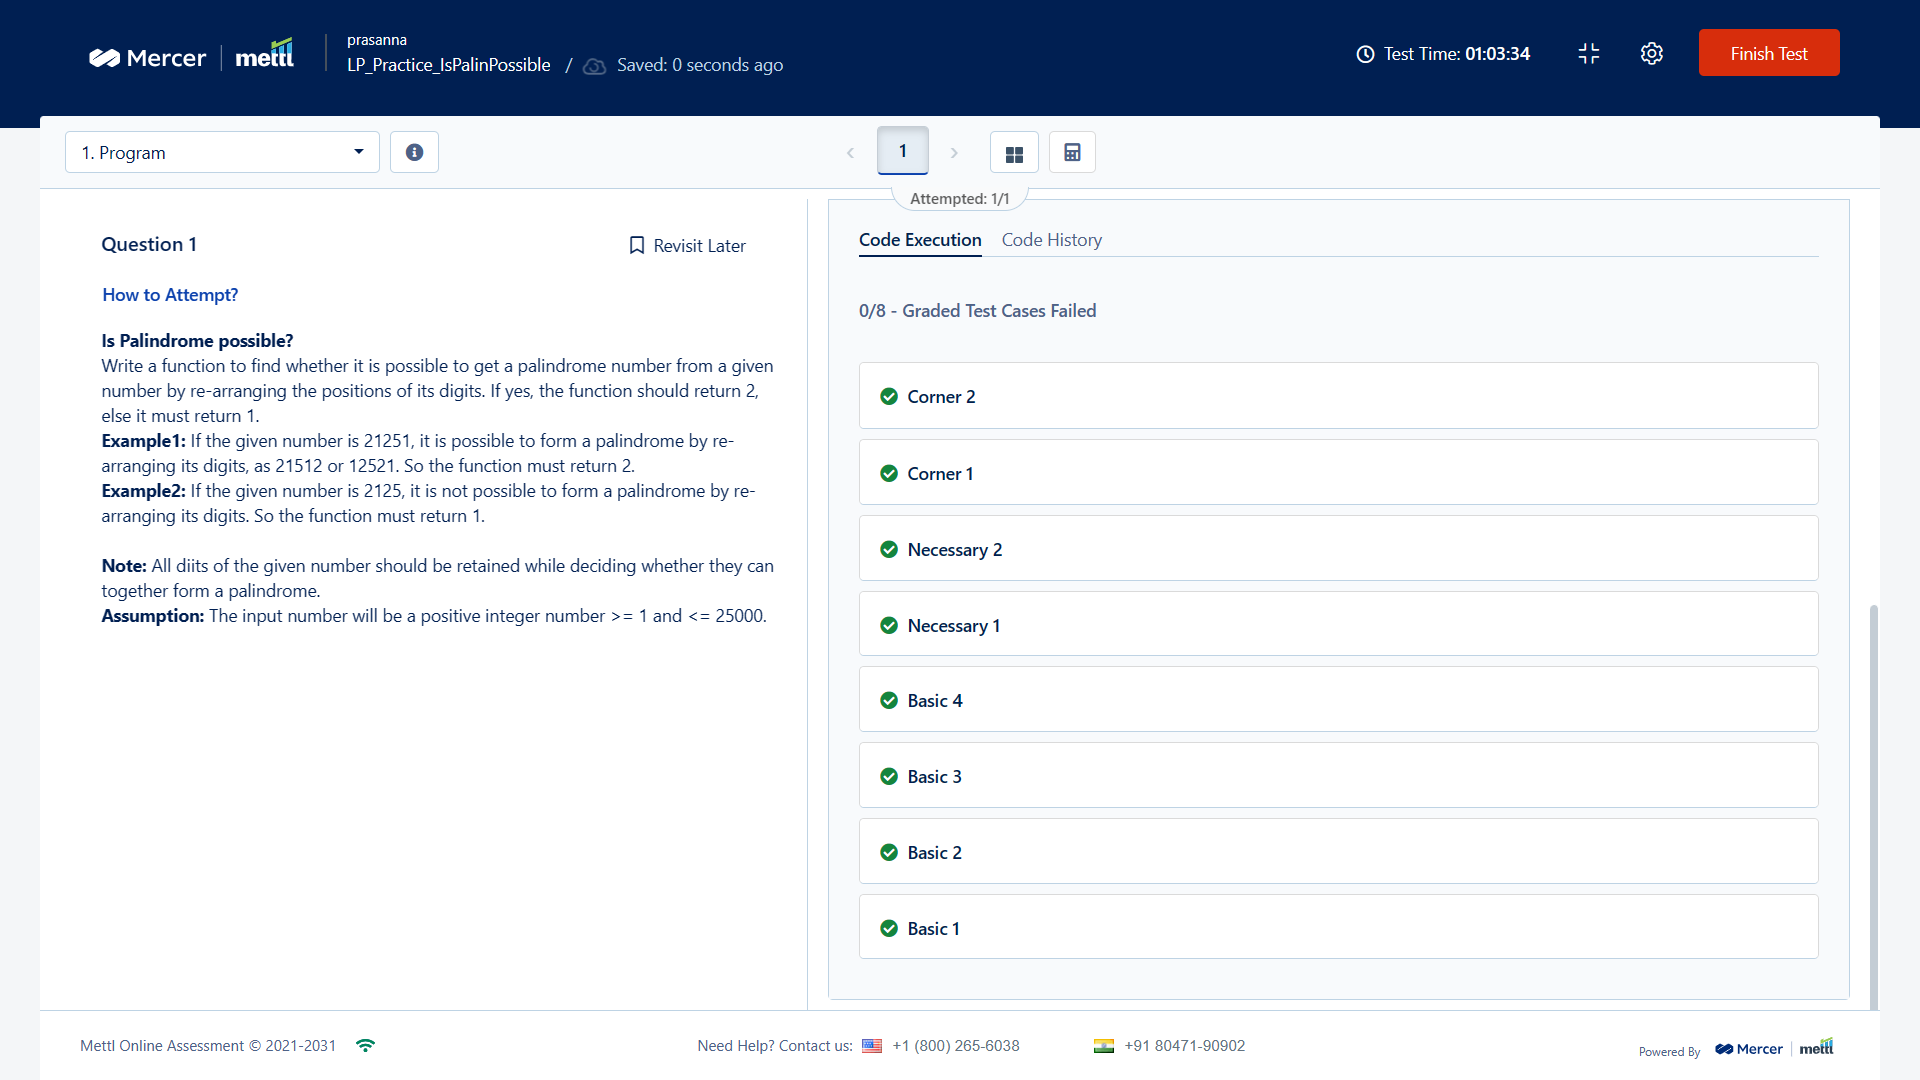 Mercer
mettl
prasanna
LP_Practice_IsPalinPossible / Saved: 0 seconds ago
Test Time: 01:03:34
Finish Test
1. Program
1
Attempted: 1/1
Question 1
Revisit Later
How to Attempt?
Is Palindrome possible?
Write a function to find whether it is possible to get a palindrome number from a given
number by re-arranging the positions of its digits. If yes, the function should return 2,
else it must return 1.
Example1: If the given number is 21251, it is possible to form a palindrome by re-
arranging its digits, as 21512 or 12521. So the function must return 2.
Example2: If the given number is 2125, it is not possible to form a palindrome by re-
arranging its digits. So the function must return 1.
Note: All diits of the given number should be retained while deciding whether they can
together form a palindrome.
Assumption: The input number will be a positive integer number >= 1 and <= 25000.
Code Execution
Code History
0/8 - Graded Test Cases Failed
Corner 2
Corner 1
Necessary 2
Necessary 1
Basic 4
Basic 3
Basic 2
Basic 1
Mettl Online Assessment © 2021-2031
Need Help? Contact us: +1 (800) 265-6038
+91 80471-90902
Powered By
Mercer
mettl